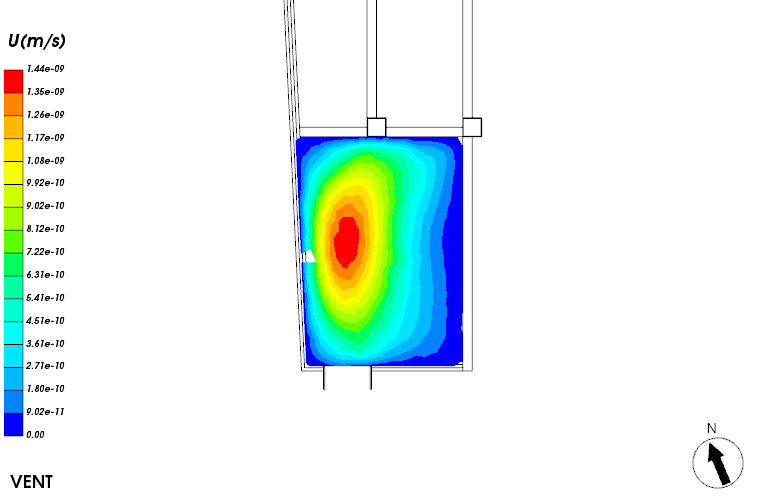 U(m/s)
1.44e-09
1.35e-09
1.26e-09
1.17e-09
1.08e-09
9.92e-10
9.02e-10
8.12e-10
7.22e-10
6.31e-10
5.41e-10
4.51e-10
3.61e-10
2.71e-10
1.80e-10
9.02e-11
0.00
N
VENT